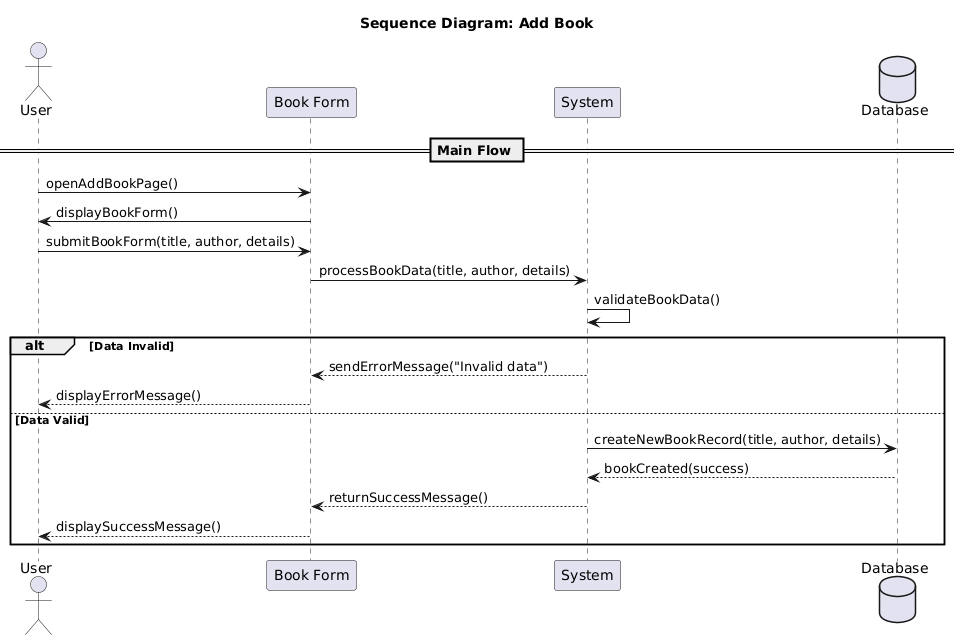 Sequence Diagram: Add Book
User
Book Form
System
Database
Main Flow
openAddBookPage()
displayBookForm()
submitBookForm(title, author, details)
processBookData(title, author, details)
validateBookData()
alt [Data Invalid]
sendErrorMessage("Invalid data")
displayErrorMessage()
[Data Valid]
createNewBookRecord(title, author, details)
bookCreated(success)
returnSuccessMessage()
displaySuccessMessage()
User
Book Form
System
Database